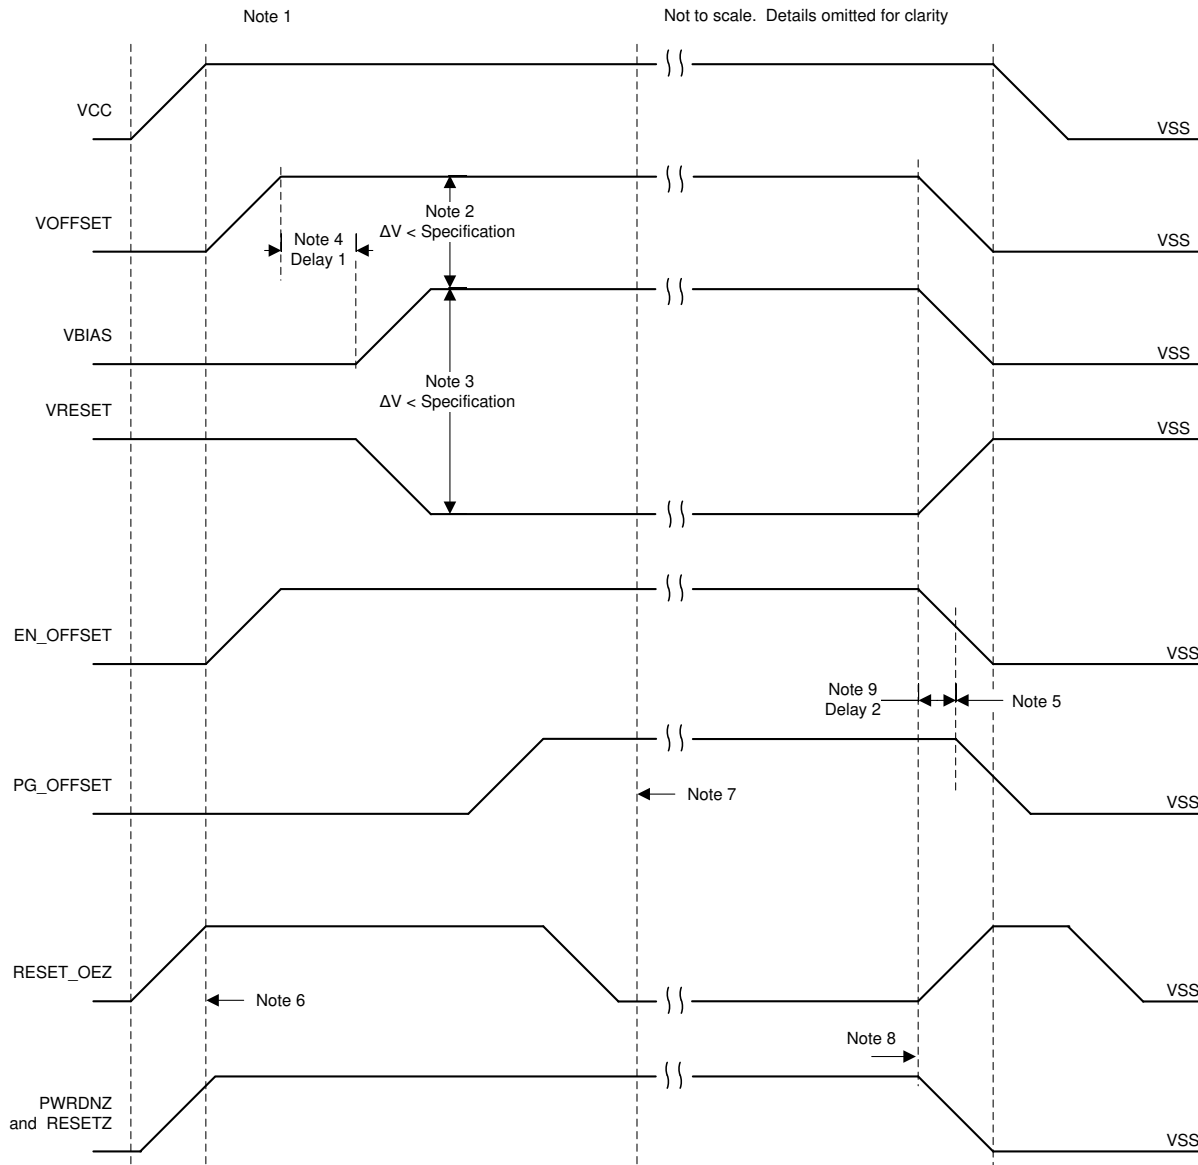 Note 1
Not to scale.  Details omitted for clarity
VCC
VSS
VOFFSET
Note 2
ΔV < Specification
Note 4
Delay 1
VSS
VBIAS
VSS
Note 3
ΔV < Specification
VRESET
VSS
EN_OFFSET
VSS
Note 9
Delay 2
Note 5
PG_OFFSET
Note 7
VSS
RESET_OEZ
Note 6
VSS
Note 8
PWRDNZ
and  RESETZ
VSS